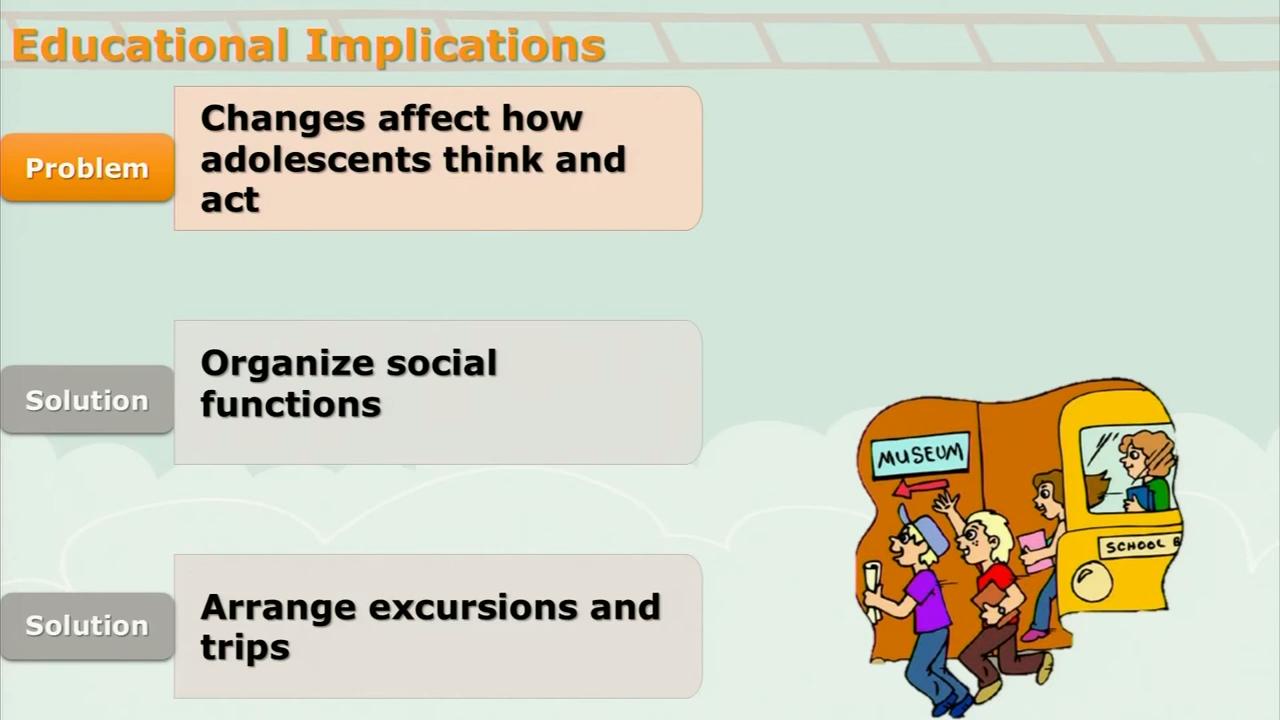 Educational Implications
Problem
Changes affect how
adolescents think and
act
Solution
Organize social
functions
Solution
Arrange excursions and
trips
MUSEUM
SCHOOL B